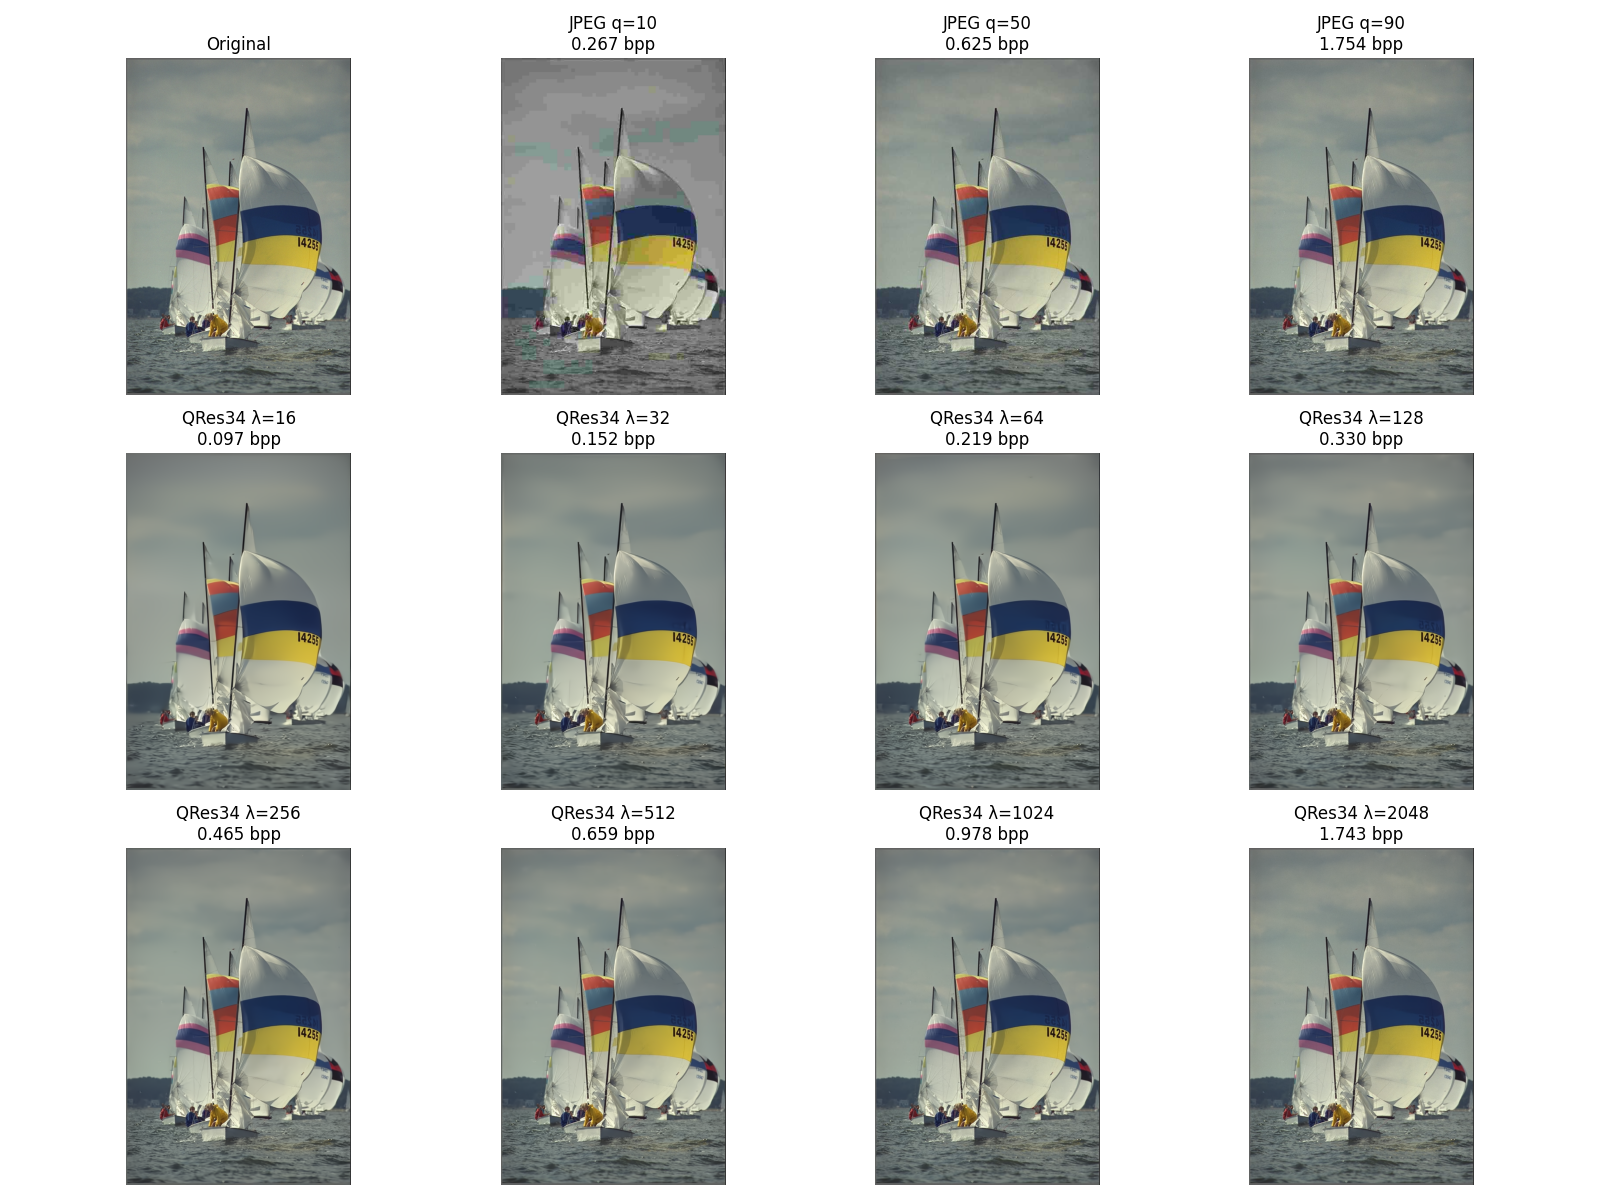 Original
JPEG q=10
0.267 bpp
JPEG q=50
0.625 bpp
JPEG q=90
1.754 bpp
14255
14255
14255
14255
QRes34 λ=16
0.097 bpp
QRes34 λ=32
0.152 bpp
QRes34 λ=64
0.219 bpp
QRes34 λ=128
0.330 bpp
14255
14255
14255
14255
QRes34 λ=256
0.465 bpp
QRes34 λ=512
0.659 bpp
QRes34 λ=1024
0.978 bpp
QRes34 λ=2048
1.743 bpp
14255
14255
14255
14255